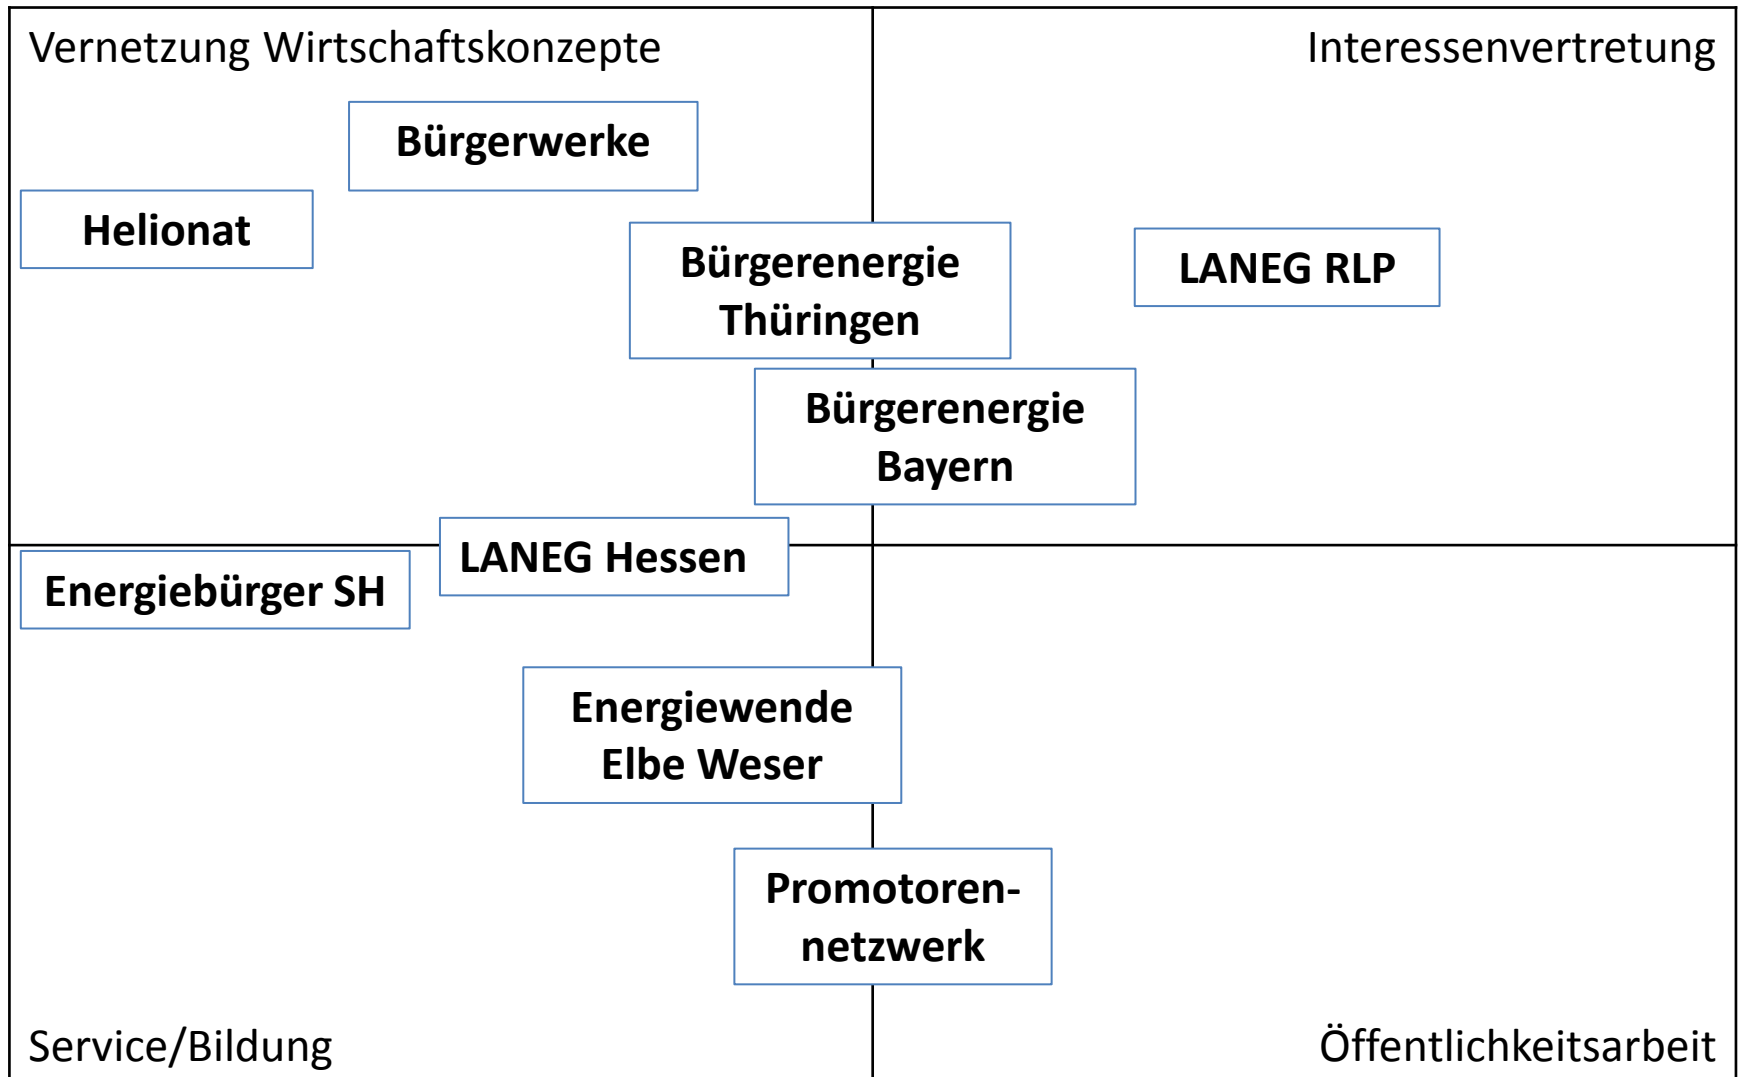 Vernetzung Wirtschaftskonzepte
Interessenvertretung
Bürgerwerke
Helionat
Bürgerenergie
Thüringen
LANEG RLP
Bürgerenergie
Bayern
LANEG Hessen
Energiebürger SH
Energiewende
Elbe Weser
Promotoren-
netzwerk
Service/Bildung
Öffentlichkeitsarbeit